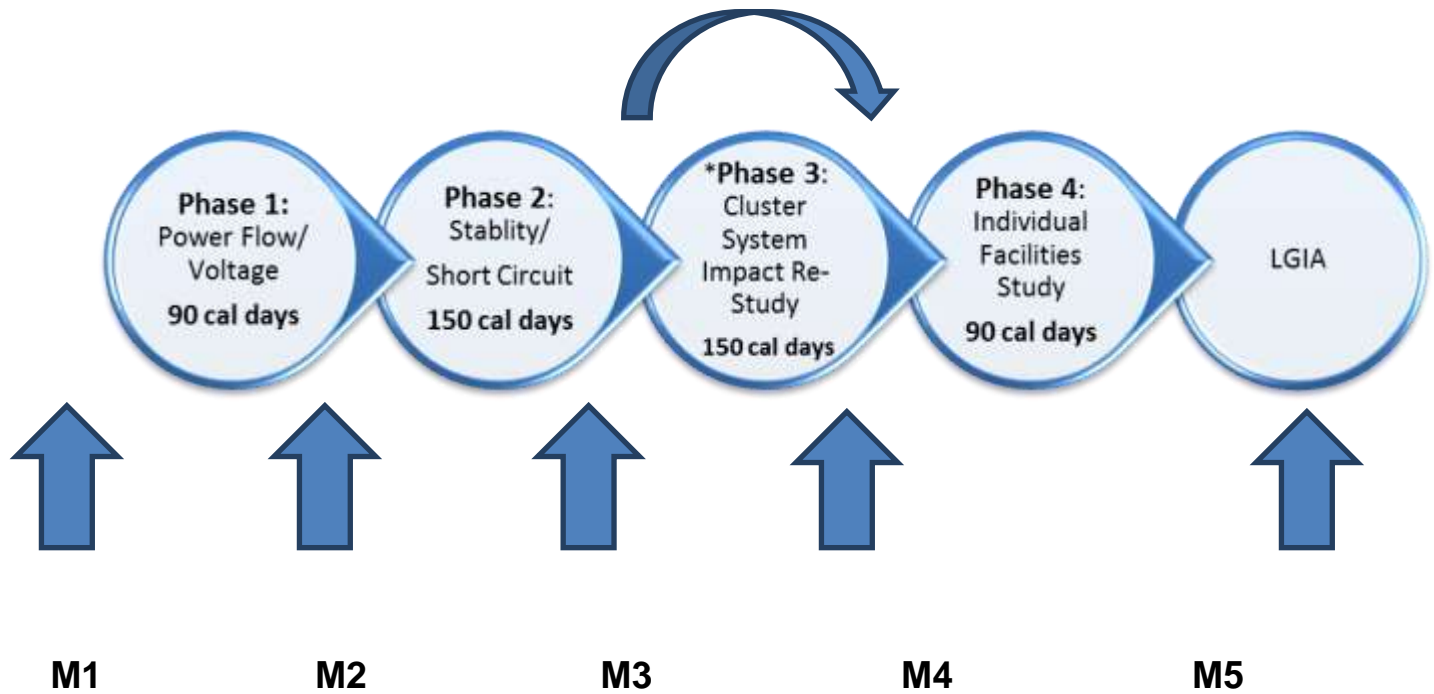 Phase 1:
Power Flow/
Voltage
90 cal days
Phase 2:
Stablity/
Short Circuit
150 cal days
*Phase 3:
Cluster
System
Impact Re-
Study
150 cal days
Phase 4:
Individual
Facilities
Study
90 cal days
LGIA
M1
M2
M3
M4
M5